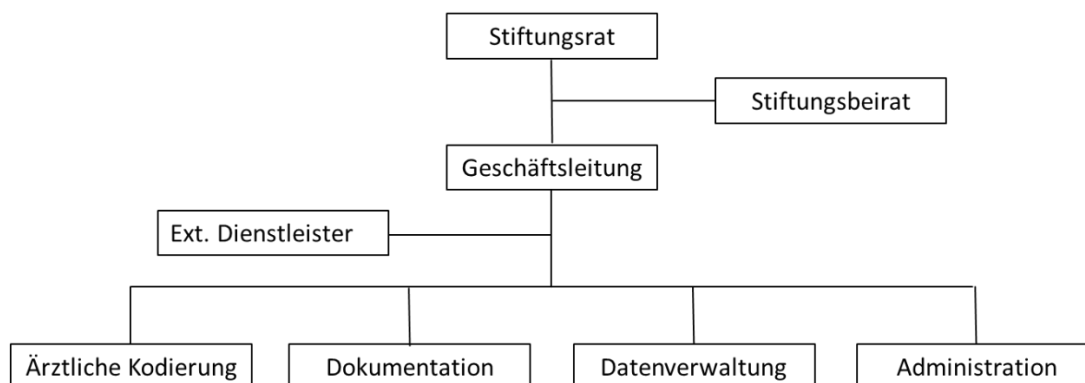 Stiftungsrat
Stiftungsbeirat
Geschäftsleitung
Ext. Dienstleister
Ärztliche Kodierung
Dokumentation
Datenverwaltung
Administration